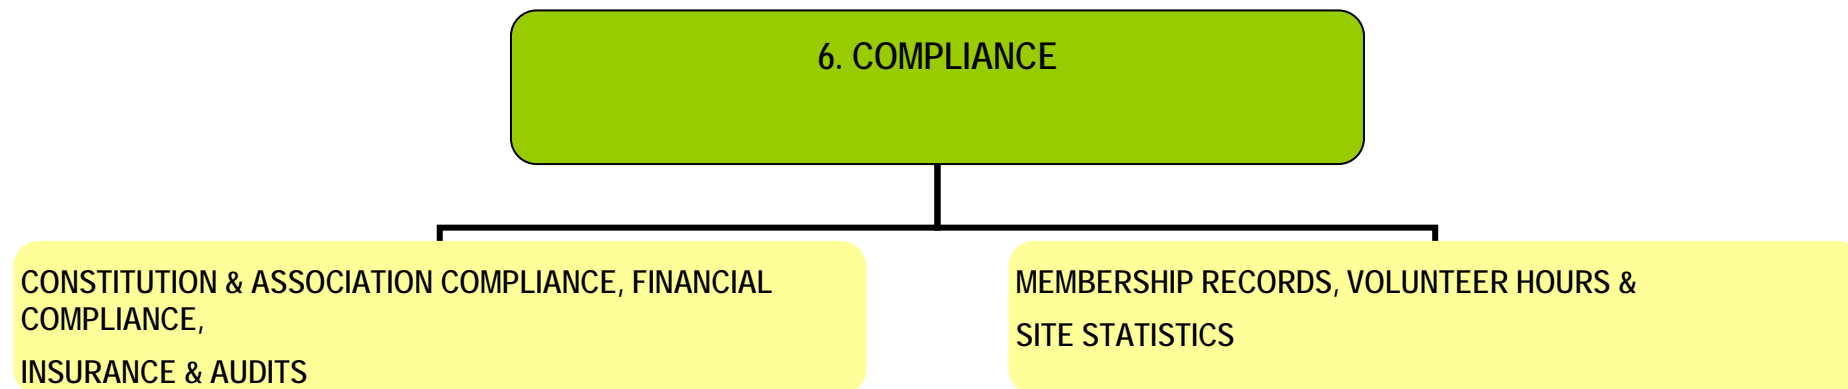 6. COMPLIANCE
CONSTITUTION & ASSOCIATION COMPLIANCE, FINANCIAL
COMPLIANCE,
INSURANCE & AUDITS
MEMBERSHIP RECORDS, VOLUNTEER HOURS &
SITE STATISTICS